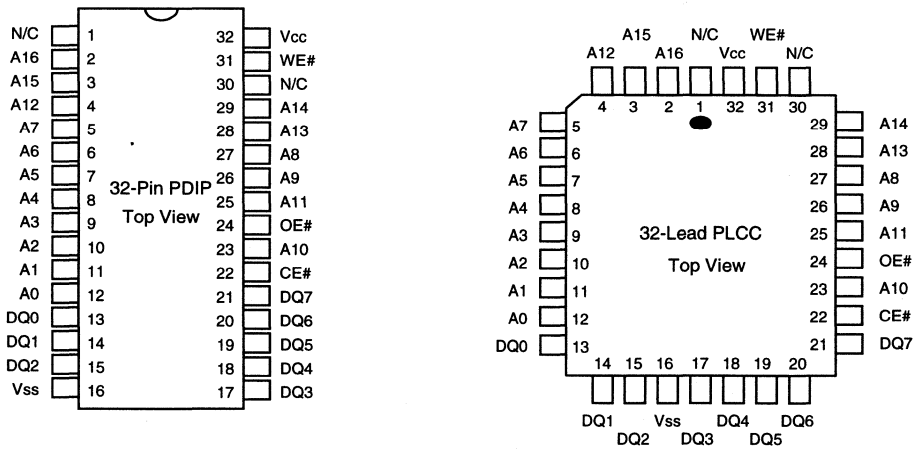 N/C 1 32 Vcc
A16 2 31 WE#
A15 3 30 N/C
A12 4 29 A14
A7 5 28 A13
A6 6 27 A8
A5 7 26 A9
32-Pin PDIP
A4 8 25 A11
Top View
A3 9 24 OE#
A2 10 23 A10
A1 11 22 CE#
A0 12 21 DQ7
DQ0 13 20 DQ6
DQ1 14 19 DQ5
DQ2 15 18 DQ4
Vss 16 17 DQ3
A15 N/C WE#
A12 A16 Vcc N/C
4 3 2 1 32 31 30
A7 5 29 A14
A6 6 28 A13
A5 7 27 A8
A4 8 26 A9
A3 9 25 A11
32-Lead PLCC
A2 10 24 OE#
Top View
A1 11 23 A10
A0 12 22 CE#
DQ0 13 21 DQ7
14 15 16 17 18 19 20
DQ1 Vss DQ4 DQ6
DQ2 DQ3 DQ5